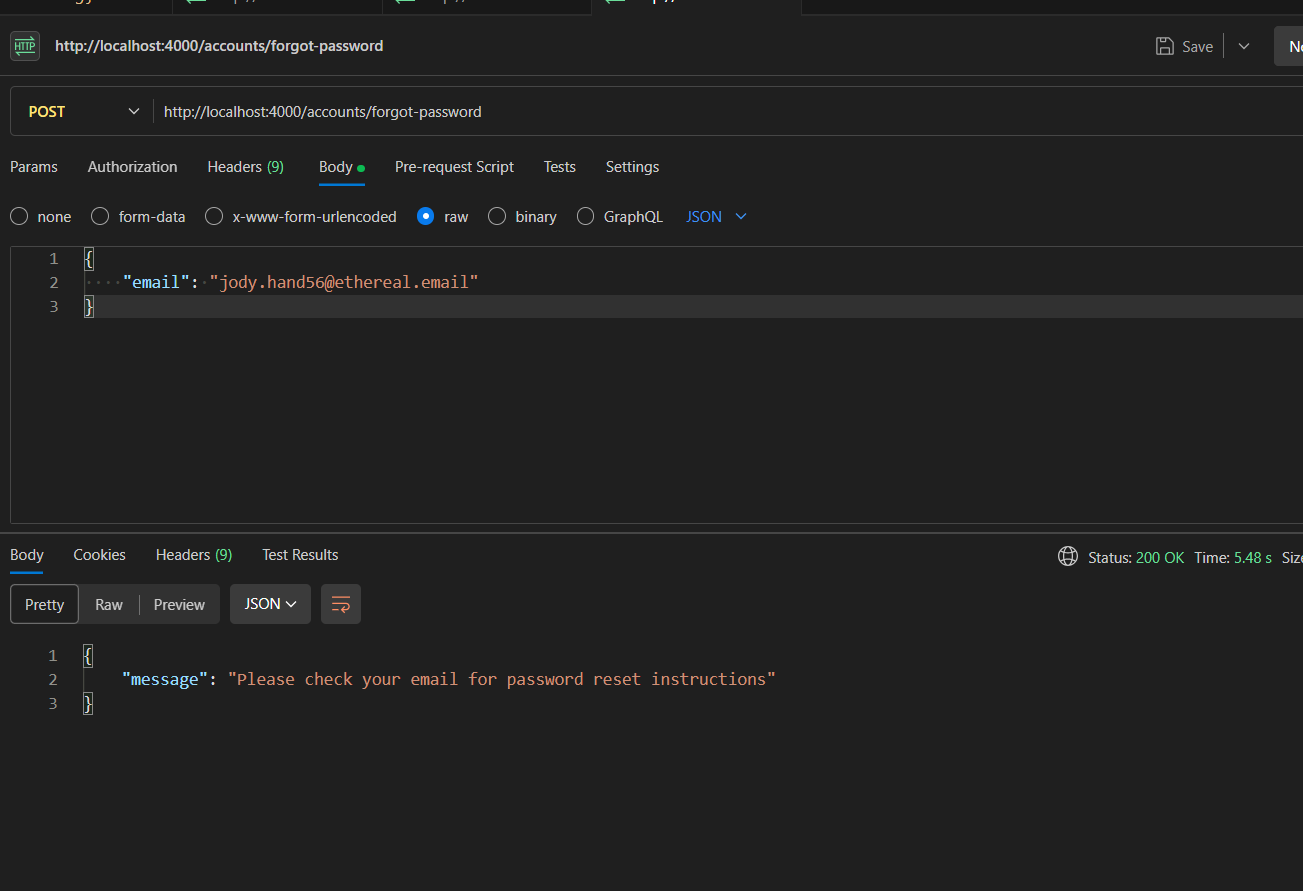 HTTP http://localhost:4000/accounts/forgot-password Save
POST http://localhost:4000/accounts/forgot-password
Params Authorization Headers (9) Body Pre-request Script Tests Settings
none form-data x-www-form-urlencoded raw binary GraphQL JSON
1 {
2 "email": "jody.hand56@ethereal.email"
3 }
Body Cookies Headers (9) Test Results Status: 200 OK Time: 5.48 s
Pretty Raw Preview JSON
1 {
2 "message": "Please check your email for password reset instructions"
3 }